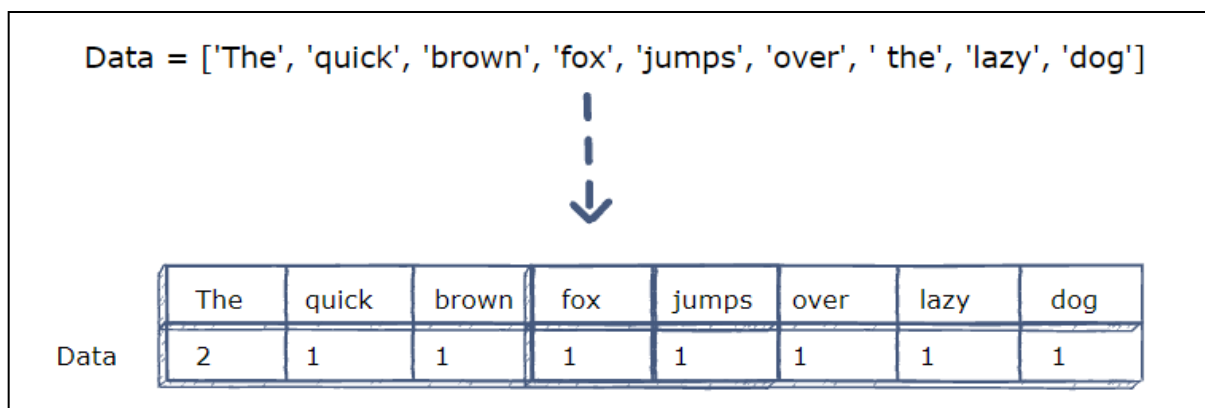 Data = ['The', 'quick', 'brown', 'fox', 'jumps', 'over', ' the', 'lazy', 'dog']
The quick brown fox jumps over lazy dog
Data 2 1 1 1 1 1 1 1